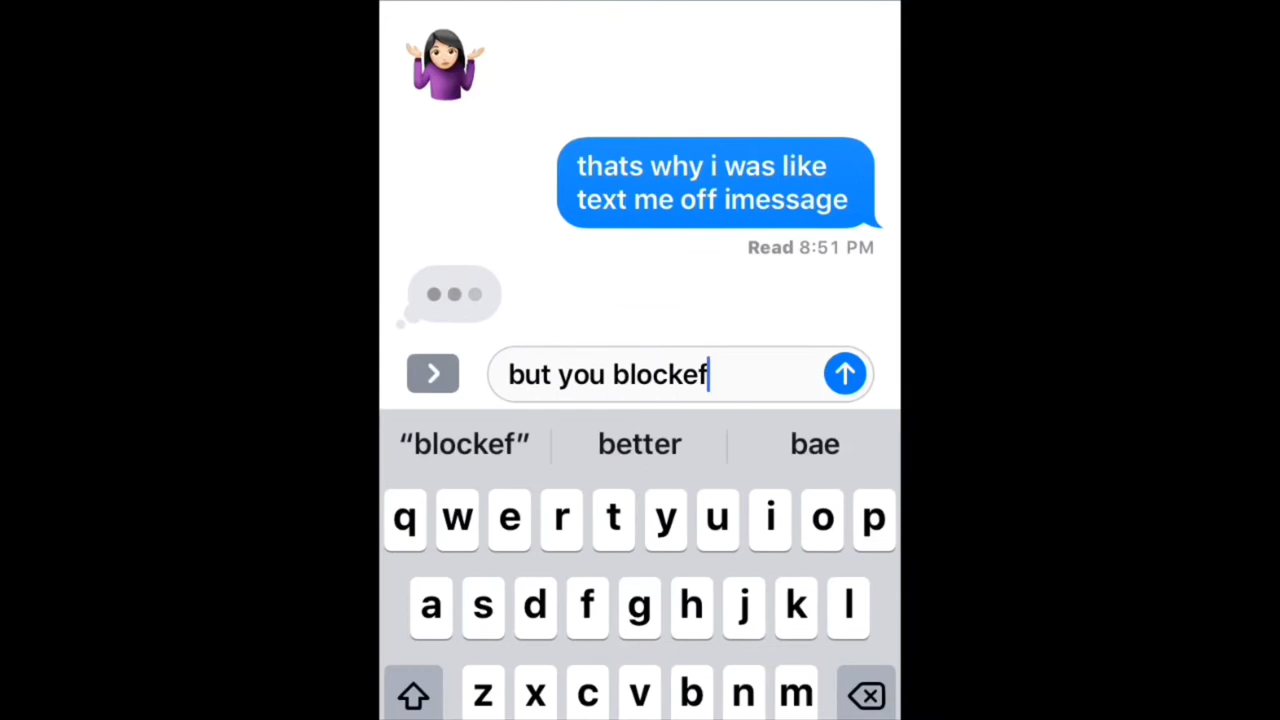 thats why i was like
text me off imessage
Read 8:51 PM
but you blockef
“blockef” better bae
q w e r t y u i o p
a s d f g h j k l
z x c v b n m